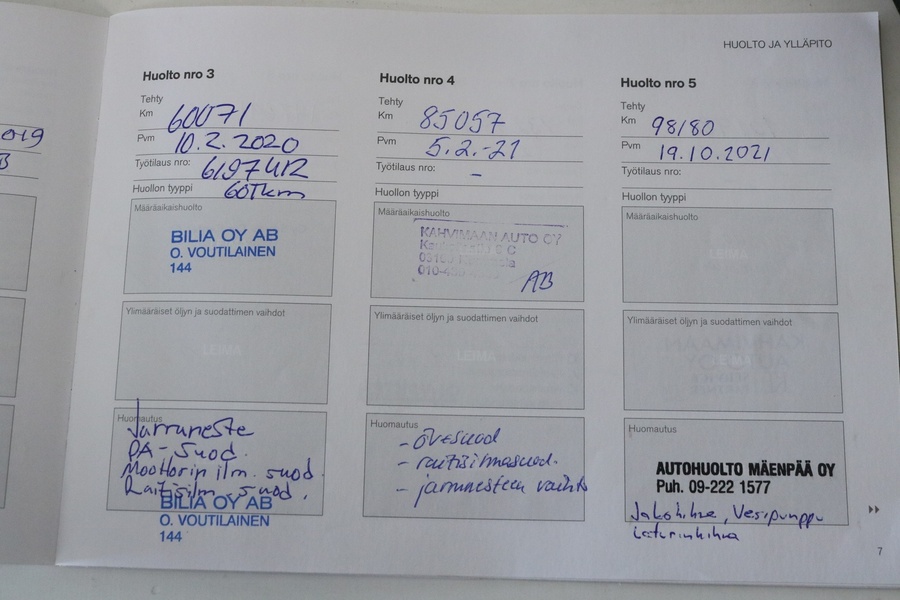 HUOLTO JA YLLÄPITO
019
B
Huolto nro 3
Tehty
Km 60071
Pvm 10.2.2020
Työtilaus nro: 6197412
Huollon tyyppi 60Tkm
Määräaikaishuolto
BILIA OY AB
O. VOUTILAINEN
144
Ylimääräiset öljyn ja suodattimen vaihdot
LEIMA
Huomautus
Jarruneste
PA-suod.
Moottorin ilm. suod.
Raitisilm. suod.
BILIA OY AB
O. VOUTILAINEN
144
Huolto nro 4
Tehty
Km 85057
Pvm 5.2.-21
Työtilaus nro: -
Huollon tyyppi
Määräaikaishuolto
KAHVIMAAN AUTO OY
AB
Ylimääräiset öljyn ja suodattimen vaihdot
LEIMA
Huomautus
- raitisilmasuod.
- jarrunesteen vaihto
Huolto nro 5
Tehty
Km 98180
Pvm 19.10.2021
Työtilaus nro:
Huollon tyyppi
Määräaikaishuolto
LEIMA
Ylimääräiset öljyn ja suodattimen vaihdot
Huomautus
AUTOHUOLTO MÄENPÄÄ OY
Puh. 09-222 1577
Jakohihna, Vesipumppu
Laturinhihna
7